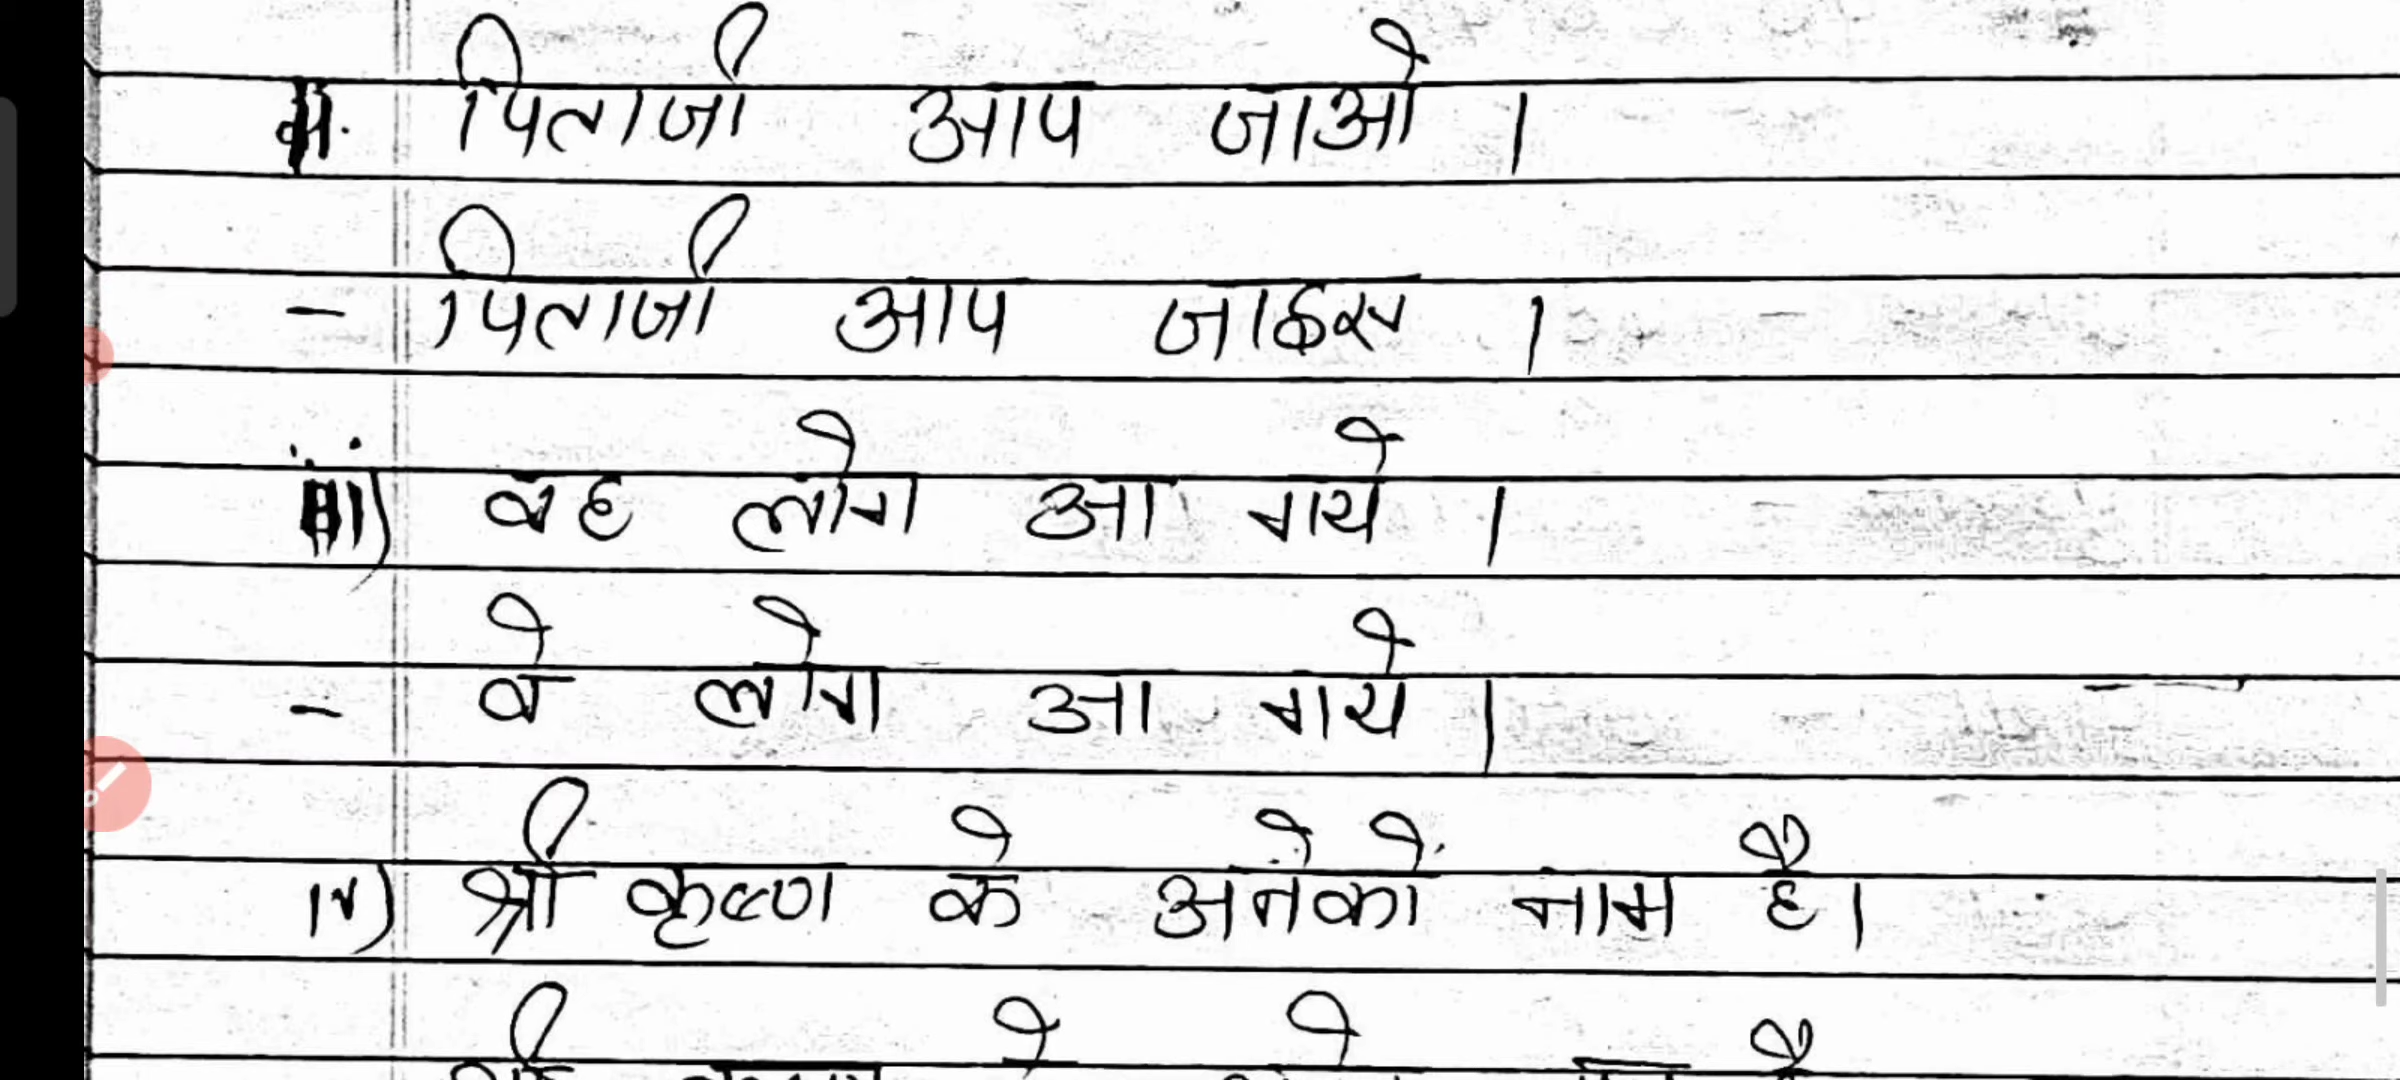 पिताजी आप जाओ ।
- पिताजी आप जाइए ।
iii) वह लोग आ गये ।
- वे लोग आ गये ।
iv) श्री कृष्ण के अनेकों नाम है ।